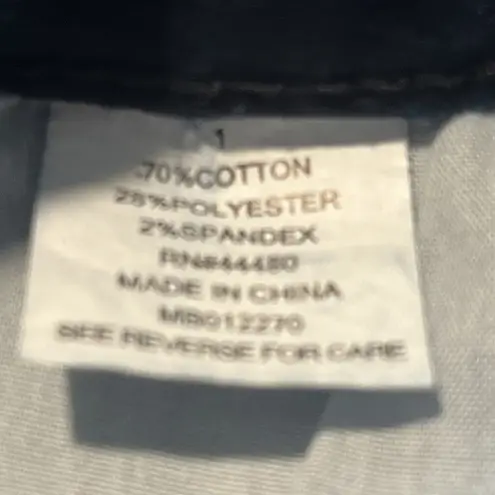 1
70%COTTON
28%POLYESTER
2%SPANDEX
RN#44480
MADE IN CHINA
MB012270
SEE REVERSE FOR CARE